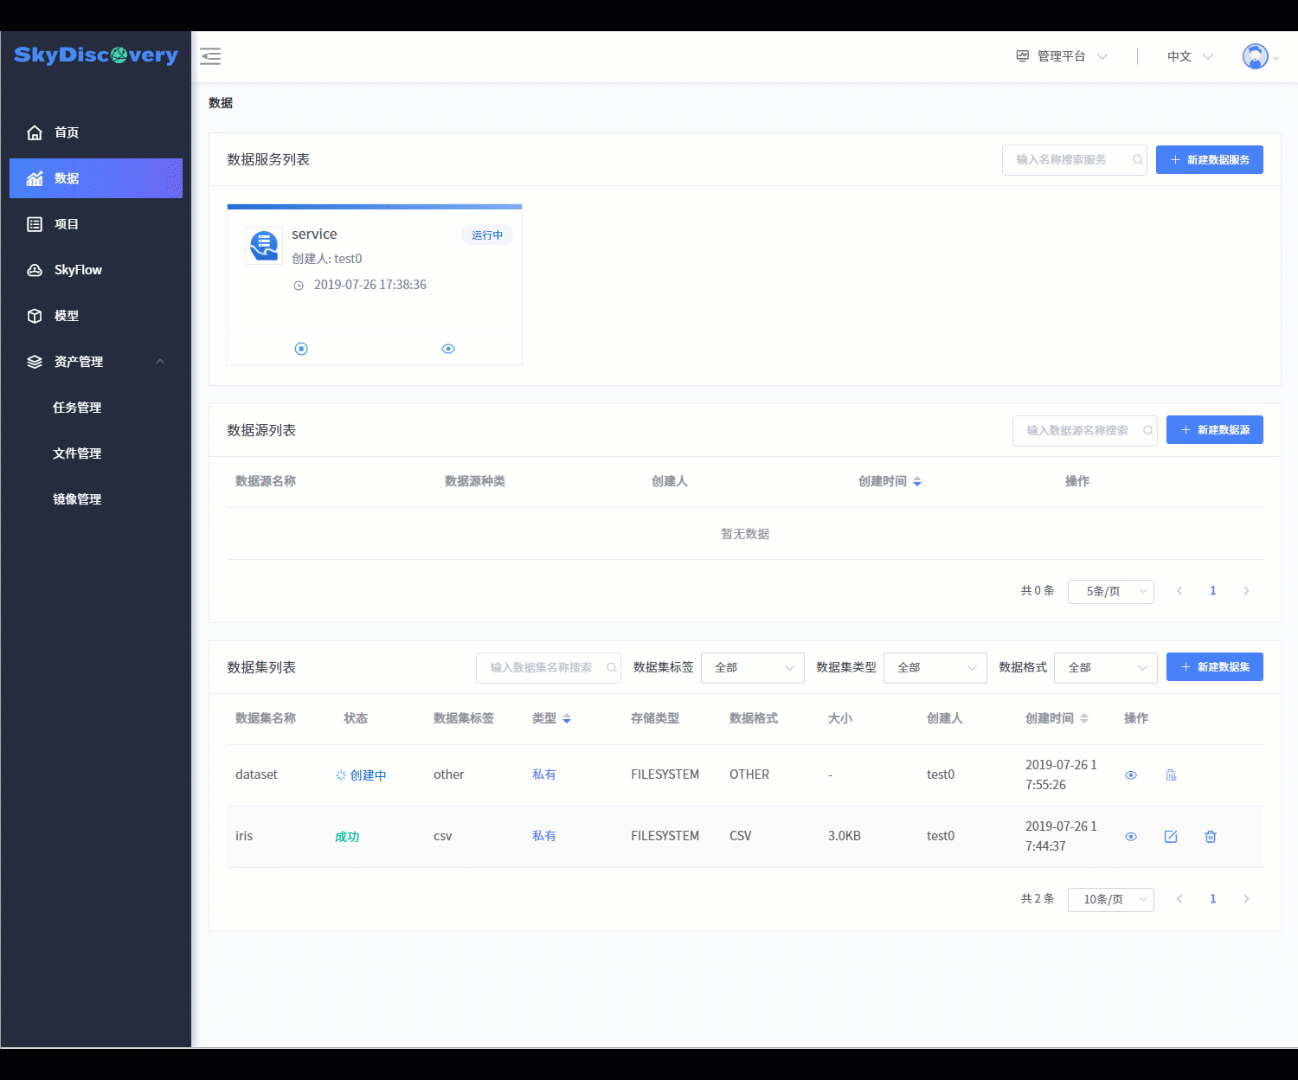 SkyDiscovery
管理平台
中文
首页
数据
项目
SkyFlow
模型
资产管理
任务管理
文件管理
镜像管理
数据
数据服务列表
输入名称搜索服务
新建数据服务
service
运行中
创建人: test0
2019-07-26 17:38:36
数据源列表
输入数据源名称搜索
新建数据源
数据源名称 数据源种类 创建人 创建时间 操作
暂无数据
共 0 条 5条/页 1
数据集列表
输入数据集名称搜索 数据集标签 全部 数据集类型 全部 数据格式 全部 新建数据集
数据集名称 状态 数据集标签 类型 存储类型 数据格式 大小 创建人 创建时间 操作
dataset 创建中 other 私有 FILESYSTEM OTHER - test0 2019-07-26 1
7:55:26
iris 成功 csv 私有 FILESYSTEM CSV 3.0KB test0 2019-07-26 1
7:44:37
共 2 条 10条/页 1